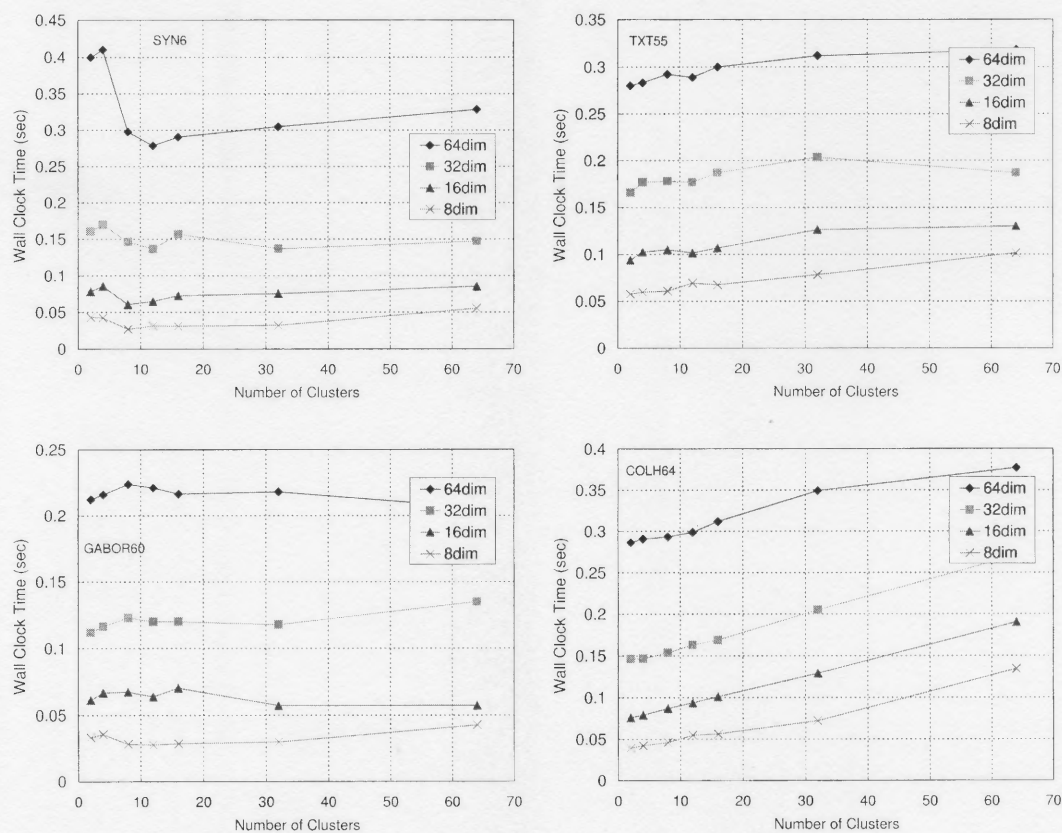 0.45
0.4
0.35
0.3
0.25
0.2
0.15
0.1
0.05
0
Wall Clock Time (sec)
SYN6
64dim
32dim
16dim
8dim
0 10 20 30 40 50 60 70
Number of Clusters
0.35
0.3
0.25
0.2
0.15
0.1
0.05
0
Wall Clock Time (sec)
TXT55
64dim
32dim
16dim
8dim
0 10 20 30 40 50 60 70
Number of Clusters
0.25
0.2
0.15
0.1
0.05
0
Wall Clock Time (sec)
GABOR60
64dim
32dim
16dim
8dim
0 10 20 30 40 50 60 70
Number of Clusters
0.4
0.35
0.3
0.25
0.2
0.15
0.1
0.05
0
Wall Clock Time (sec)
COLH64
64dim
32dim
16dim
8dim
0 10 20 30 40 50 60 70
Number of Clusters